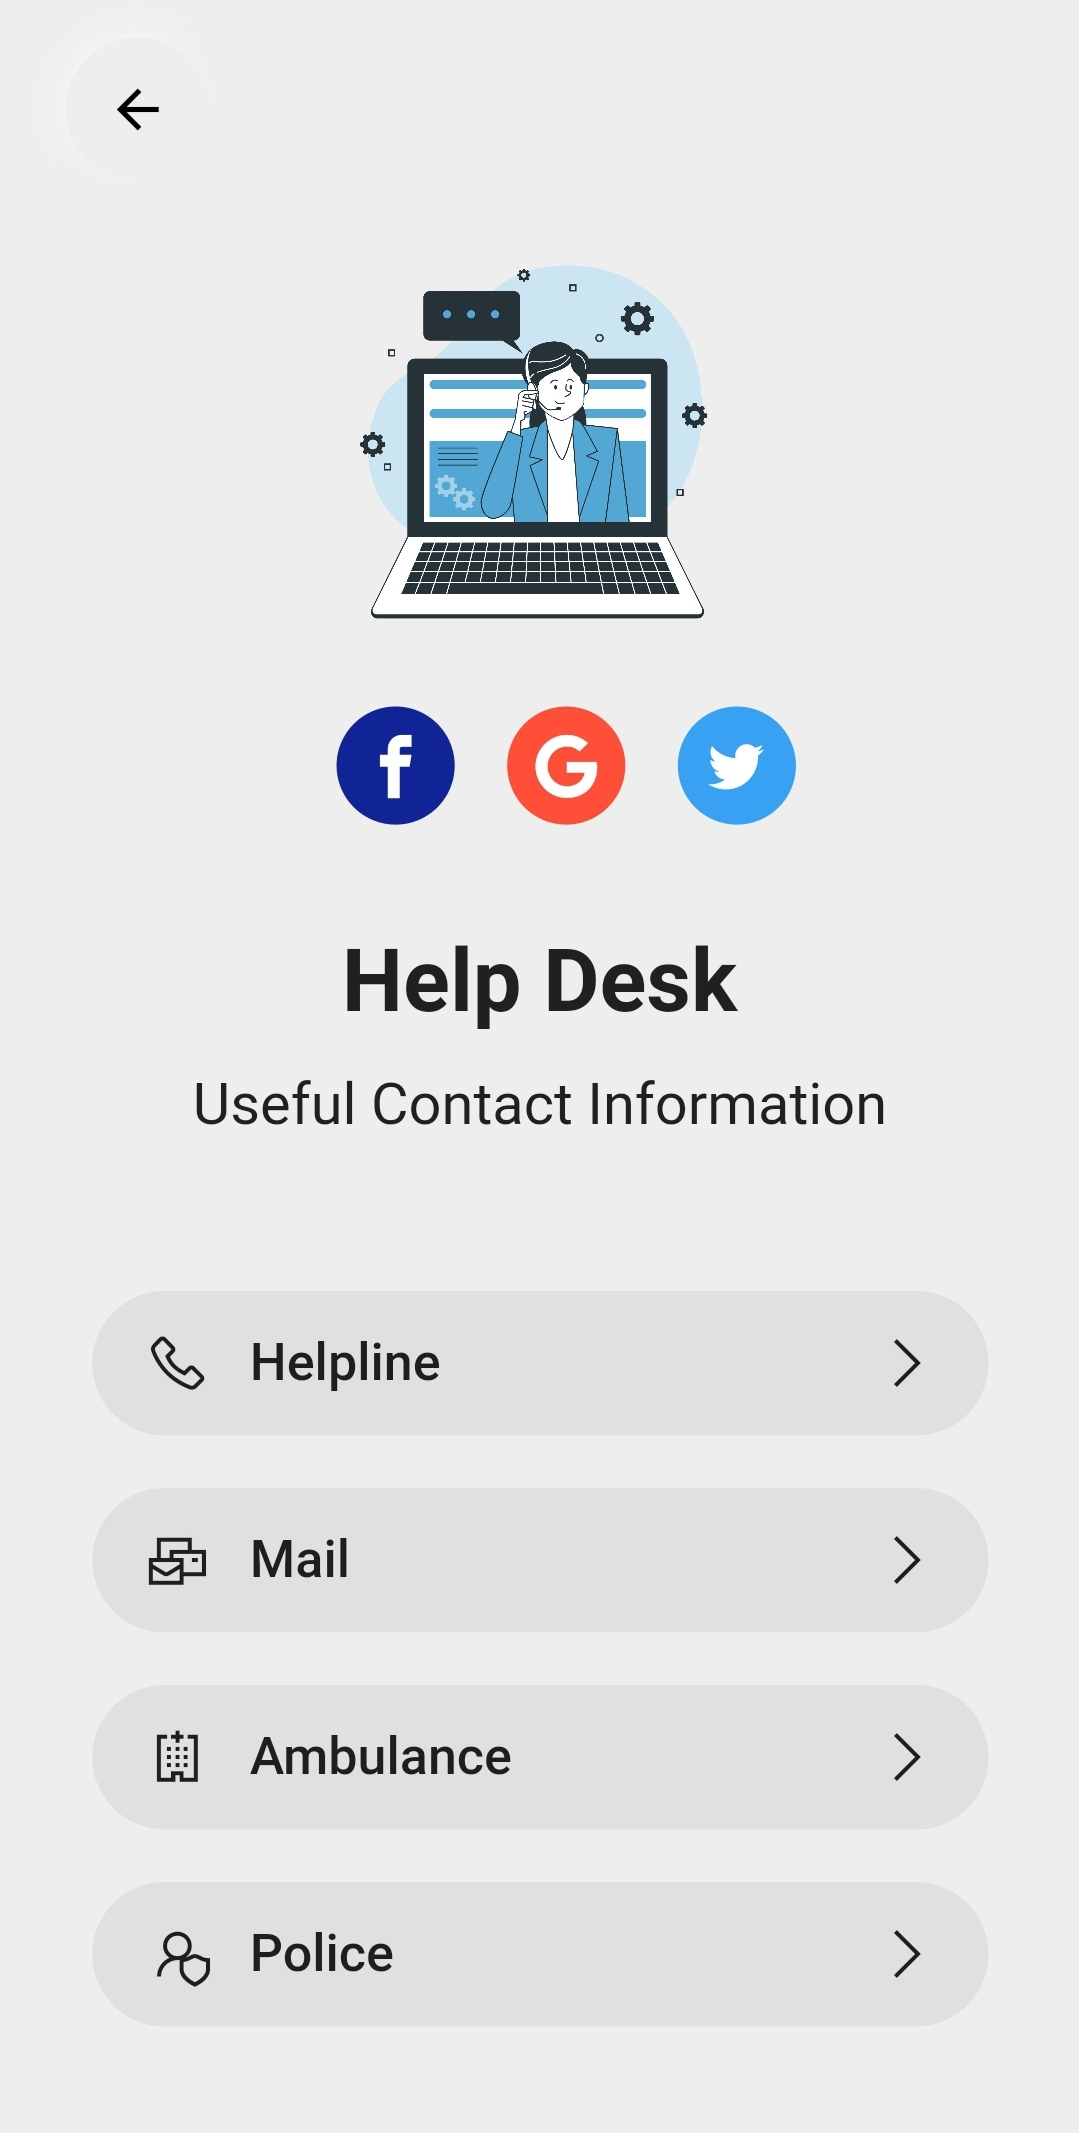 Help Desk
Useful Contact Information
Helpline
Mail
Ambulance
Police